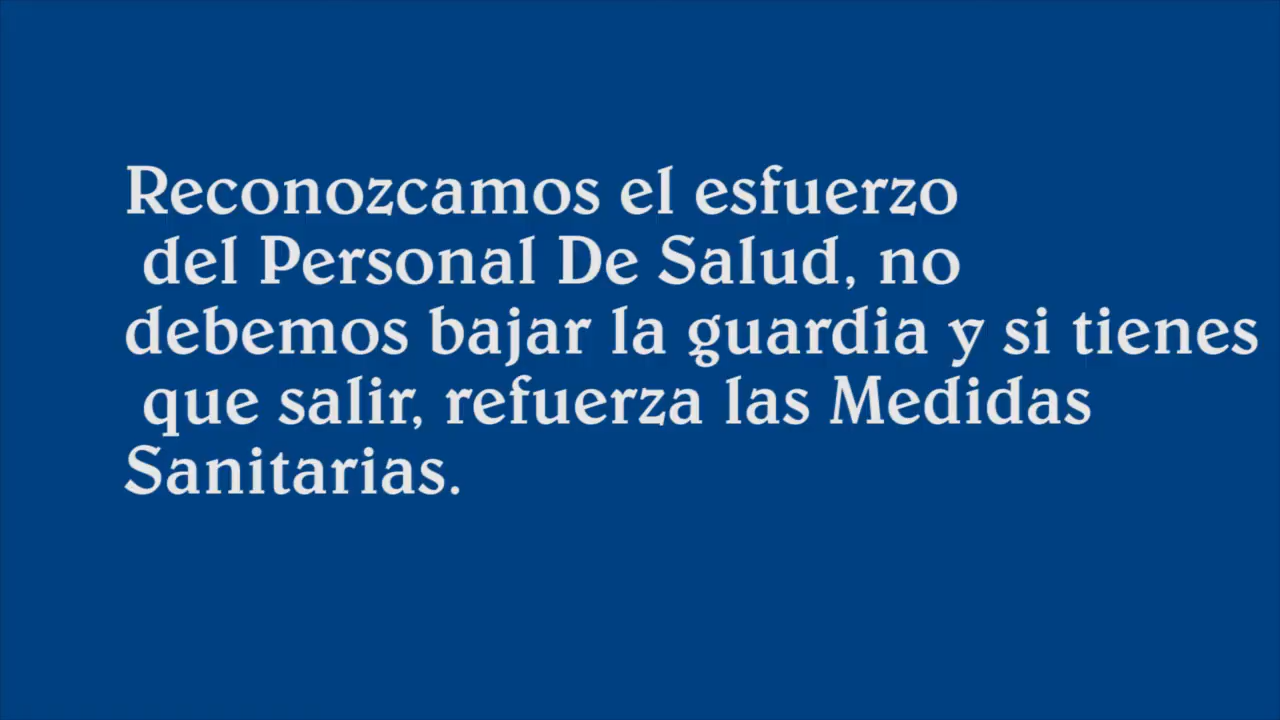 Reconozcamos el esfuerzo
del Personal De Salud, no
debemos bajar la guardia y si tienes
que salir, refuerza las Medidas
Sanitarias.